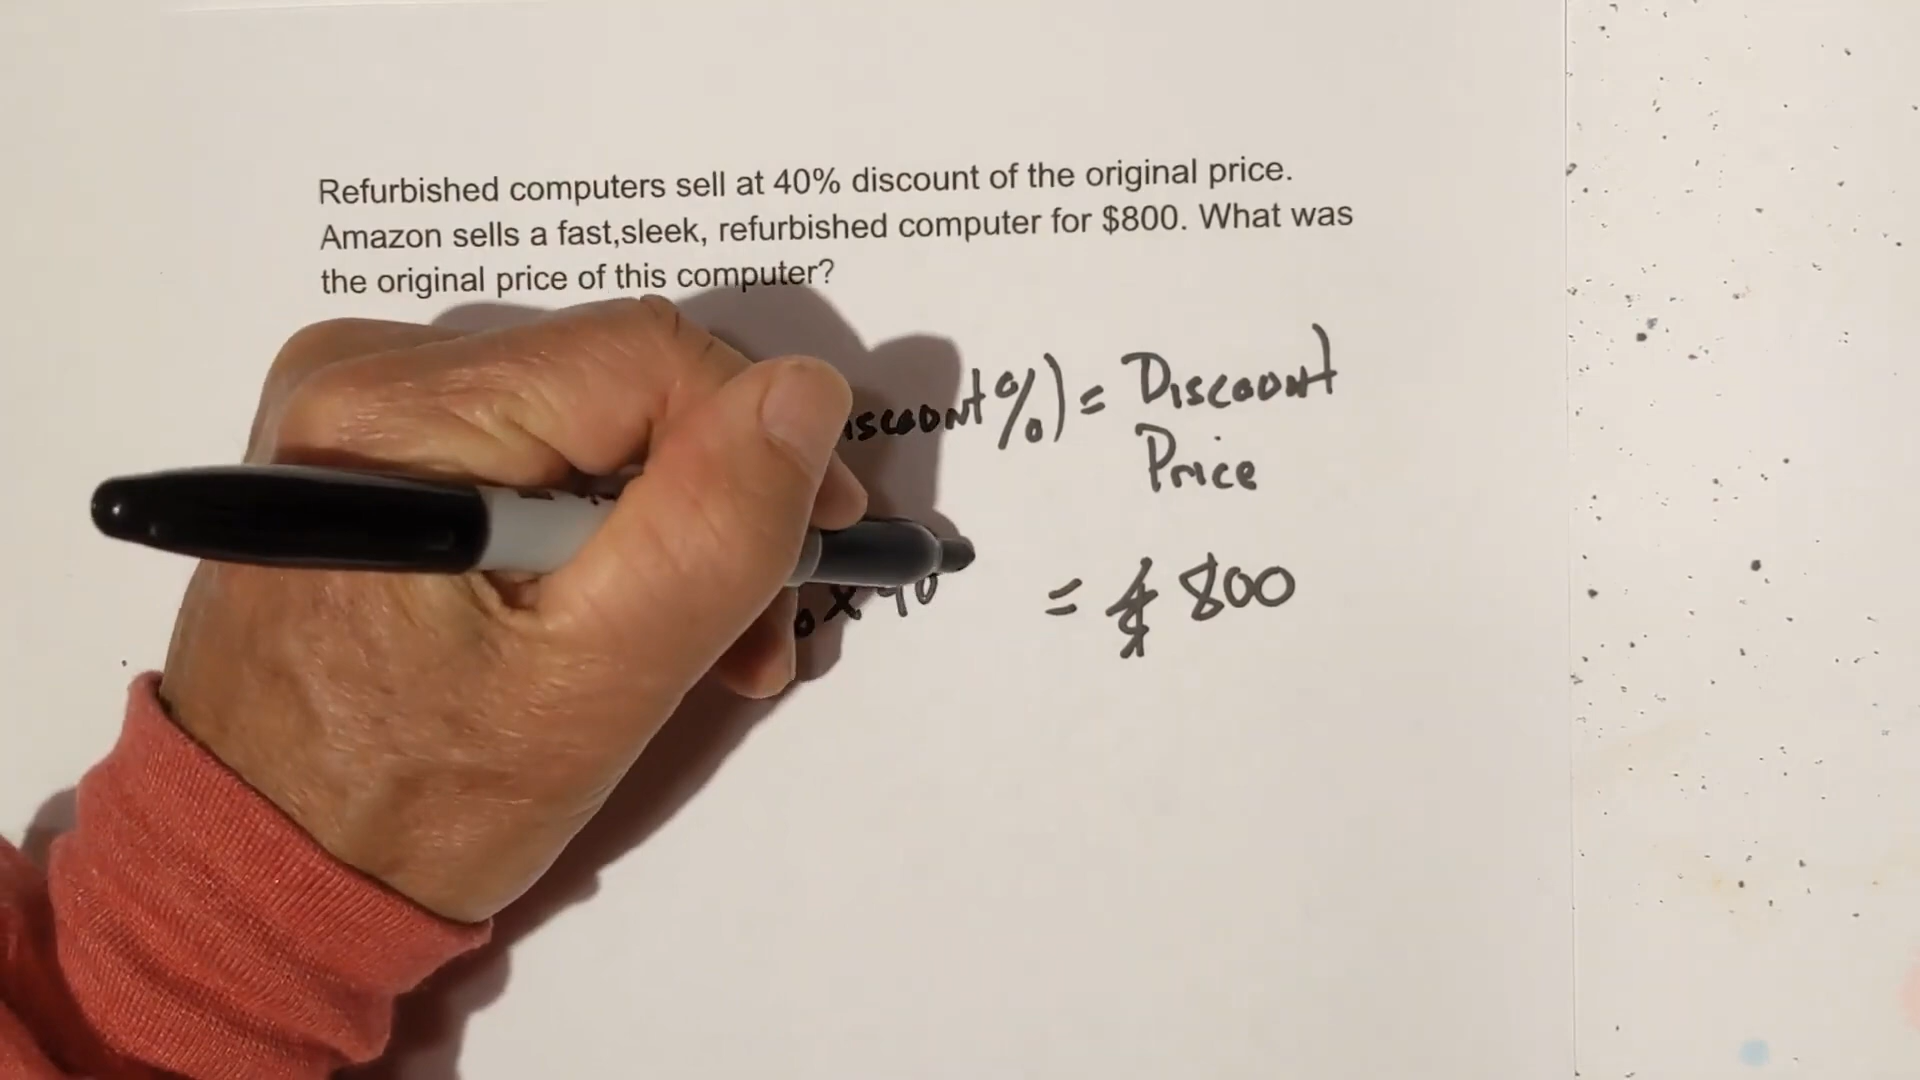 Refurbished computers sell at 40% discount of the original price.
Amazon sells a fast,sleek, refurbished computer for $800. What was
the original price of this computer?
%) = Discount
Price
x 40 = $ 800